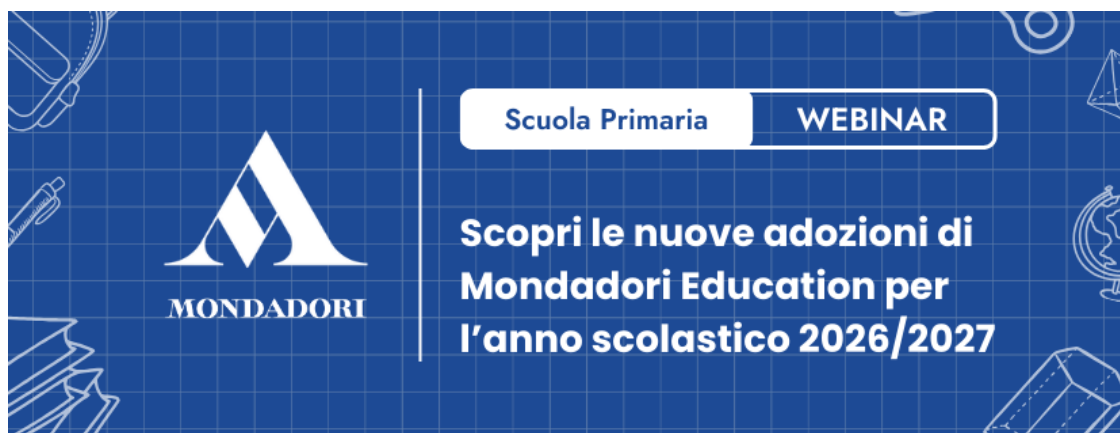 MONDADORI
Scuola Primaria
WEBINAR
Scopri le nuove adozioni di
Mondadori Education per
l’anno scolastico 2026/2027